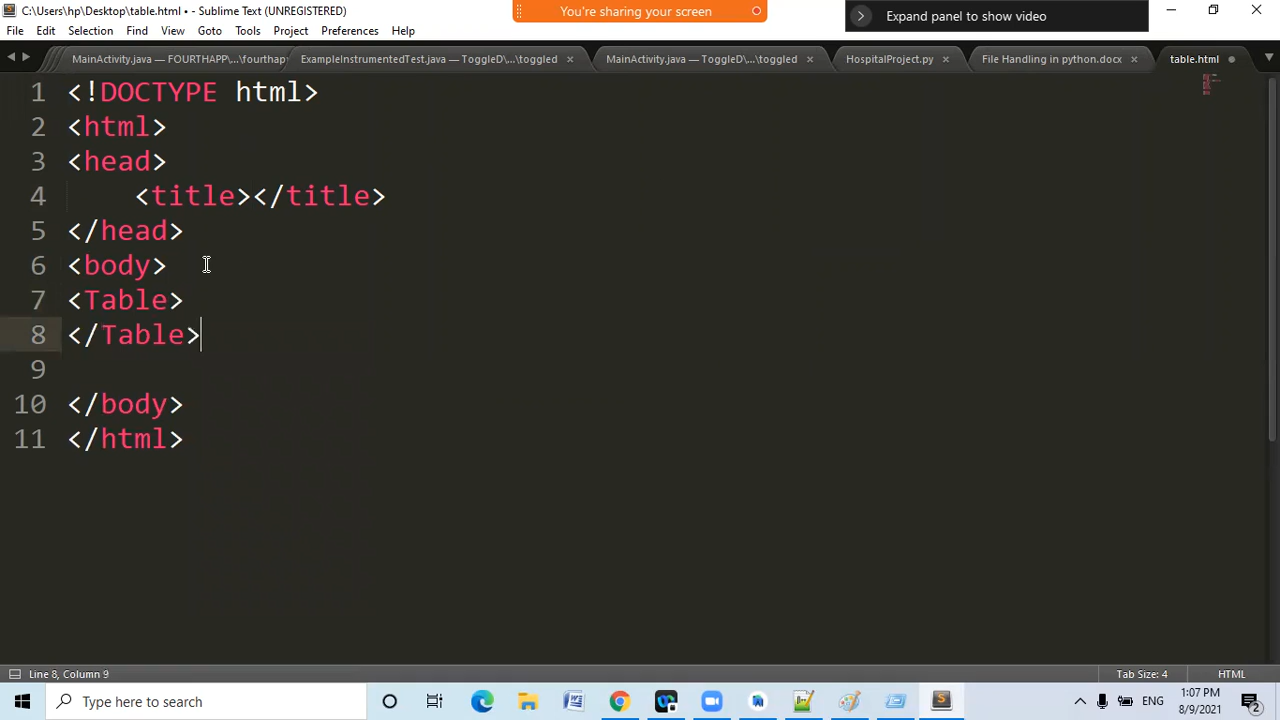 C:\Users\hp\Desktop\table.html • - Sublime Text (UNREGISTERED)
You're sharing your screen
Expand panel to show video
File Edit Selection Find View Goto Tools Project Preferences Help
MainActivity.java — FOURTHAPP\...\fourthapp
ExampleInstrumentedTest.java — ToggleD\...\toggled
MainActivity.java — ToggleD\...\toggled
HospitalProject.py
File Handling in python.docx
table.html
1 <!DOCTYPE html>
2 <html>
3 <head>
4 <title></title>
5 </head>
6 <body>
7 <Table>
8 </Table>
9
10 </body>
11 </html>
Line 8, Column 9
Tab Size: 4
HTML
Type here to search
ENG
1:07 PM
8/9/2021
2